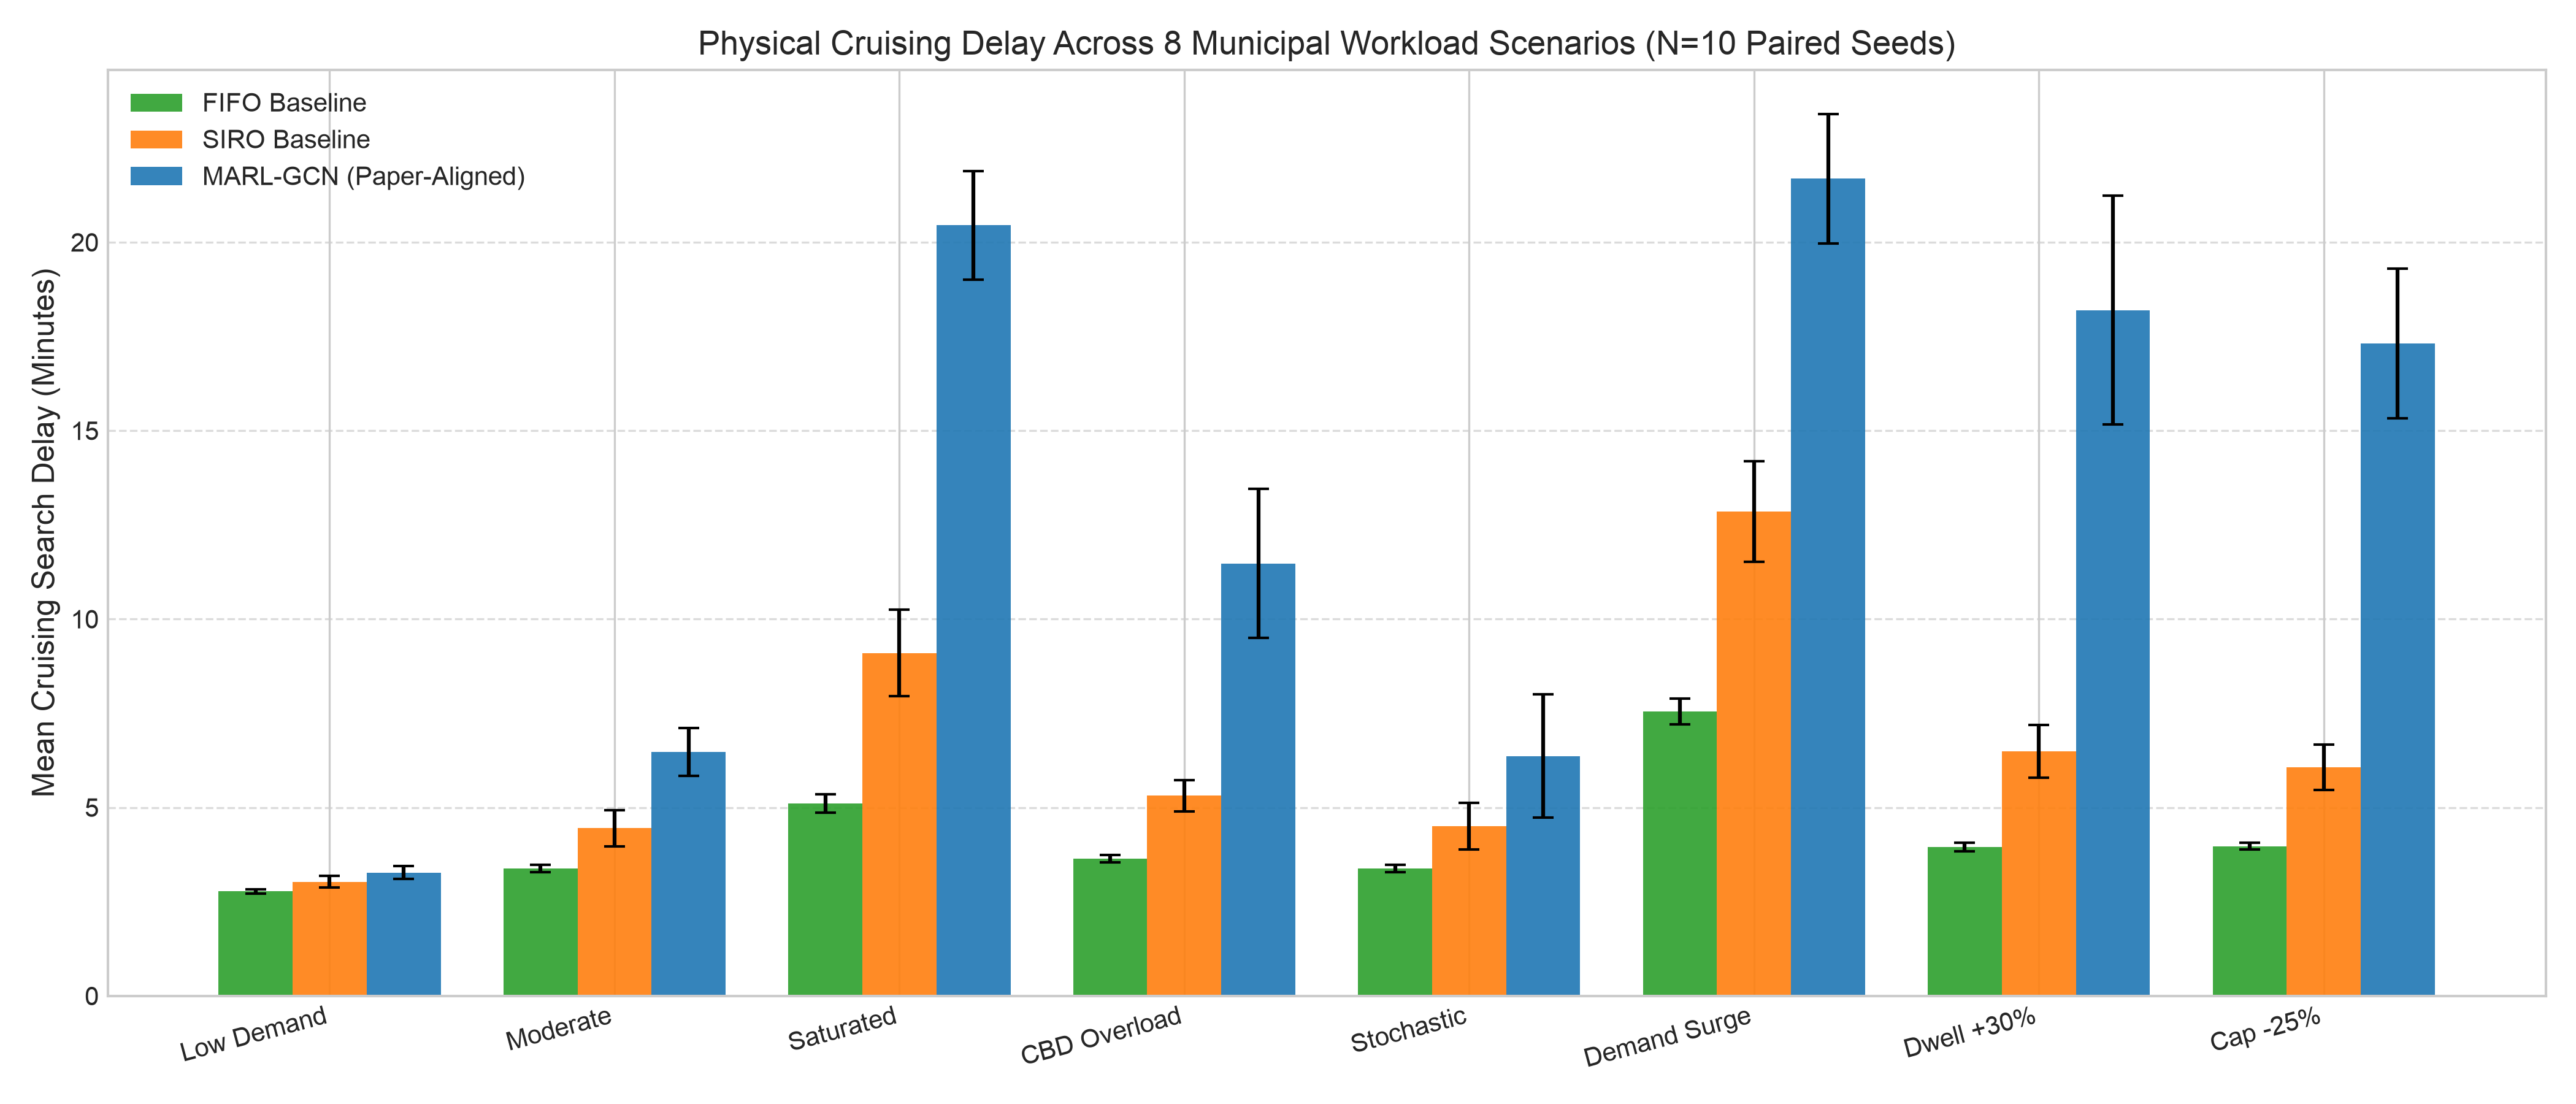 Physical Cruising Delay Across 8 Municipal Workload Scenarios (N=10 Paired Seeds)
FIFO Baseline
SIRO Baseline
MARL-GCN (Paper-Aligned)
Mean Cruising Search Delay (Minutes)
20
15
10
5
0
Low Demand
Moderate
Saturated
CBD Overload
Stochastic
Demand Surge
Dwell +30%
Cap -25%